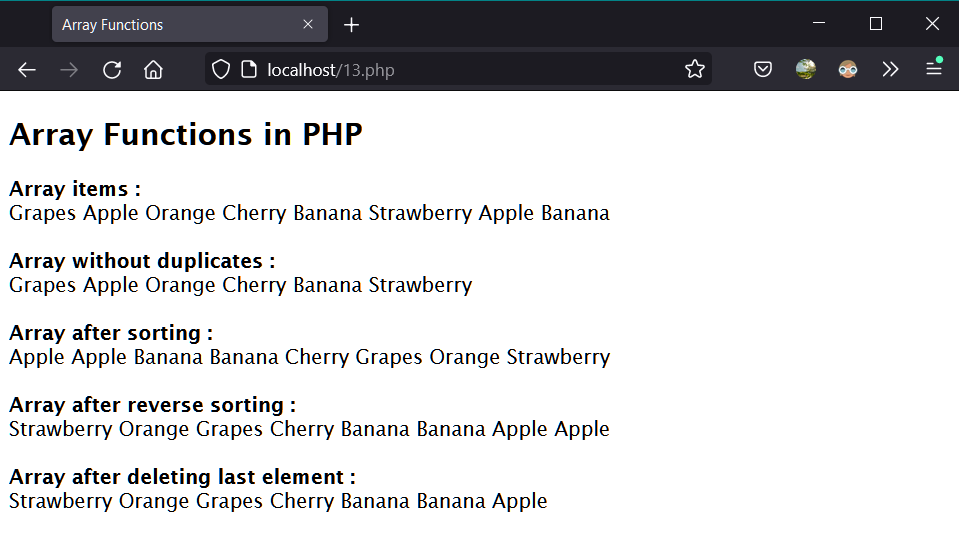 Array Functions
localhost/13.php
Array Functions in PHP
Array items :
Grapes Apple Orange Cherry Banana Strawberry Apple Banana
Array without duplicates :
Grapes Apple Orange Cherry Banana Strawberry
Array after sorting :
Apple Apple Banana Banana Cherry Grapes Orange Strawberry
Array after reverse sorting :
Strawberry Orange Grapes Cherry Banana Banana Apple Apple
Array after deleting last element :
Strawberry Orange Grapes Cherry Banana Banana Apple